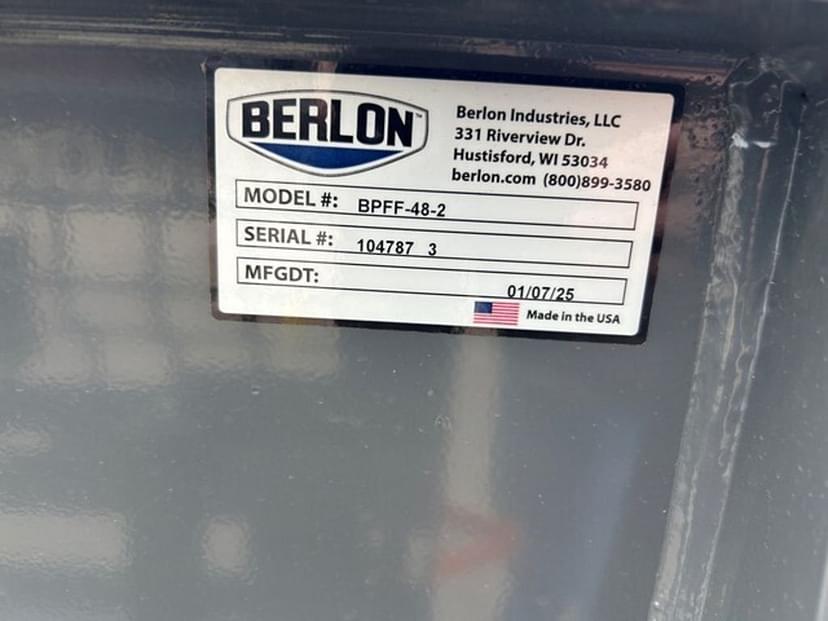 BERLON™
Berlon Industries, LLC
331 Riverview Dr.
Hustisford, WI 53034
berlon.com (800)899-3580
MODEL #: BPFF-48-2
SERIAL #: 104787 3
MFGDT: 01/07/25
Made in the USA